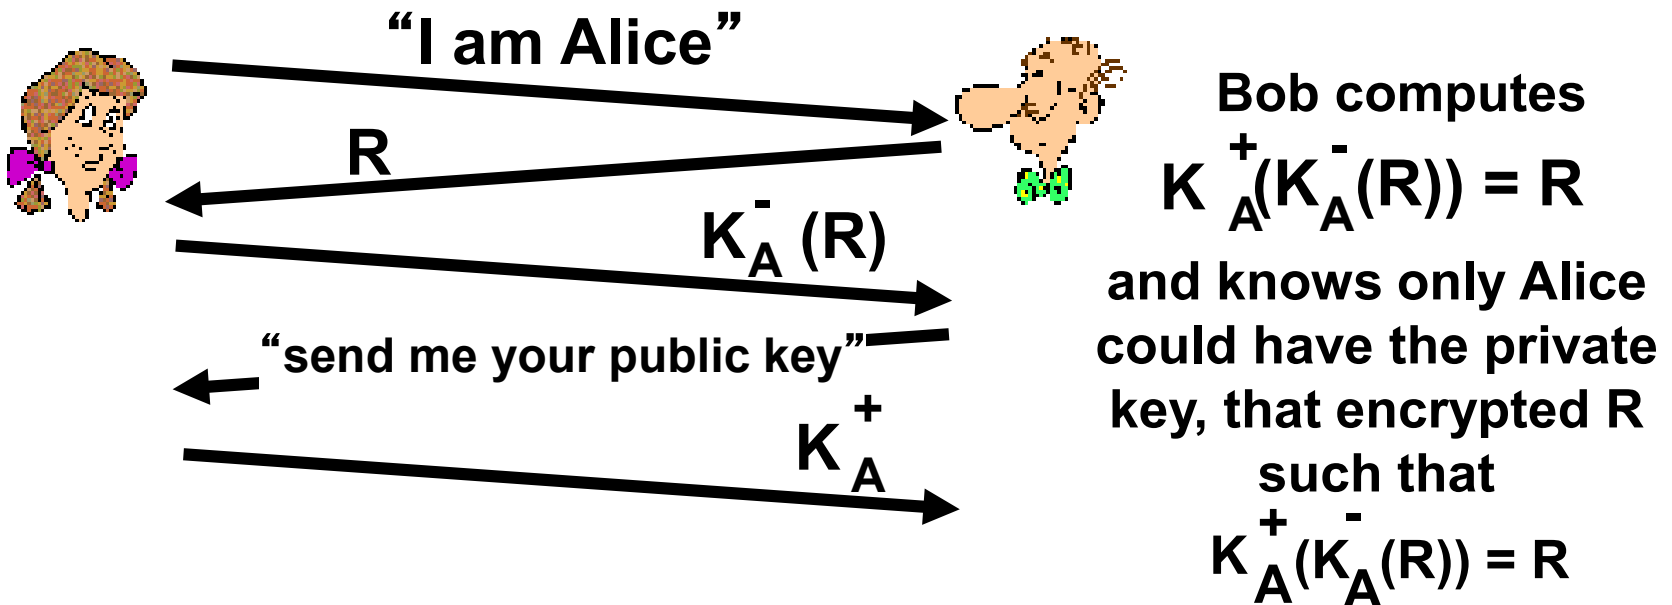 “I am Alice”
R
K_A^- (R)
“send me your public key”
K_A^+
Bob computes
K_A^+(K_A^-(R)) = R
and knows only Alice
could have the private
key, that encrypted R
such that
K_A^+(K_A^-(R)) = R